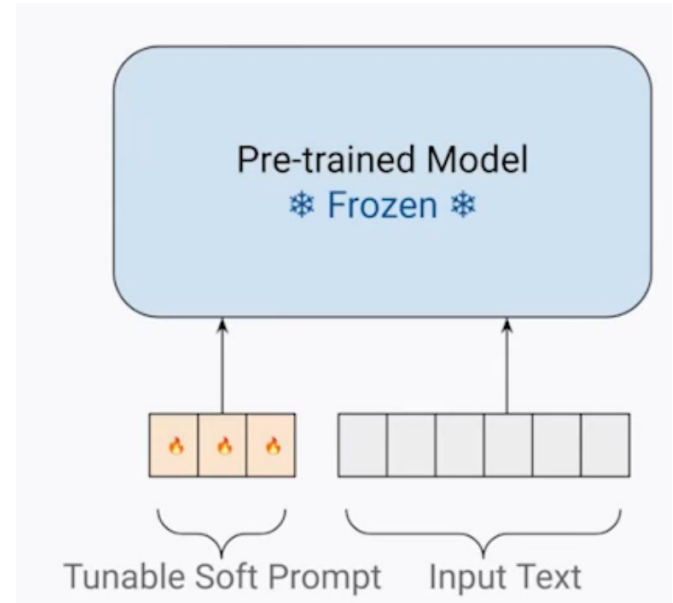 Pre-trained Model
❄ Frozen ❄
Tunable Soft Prompt
Input Text